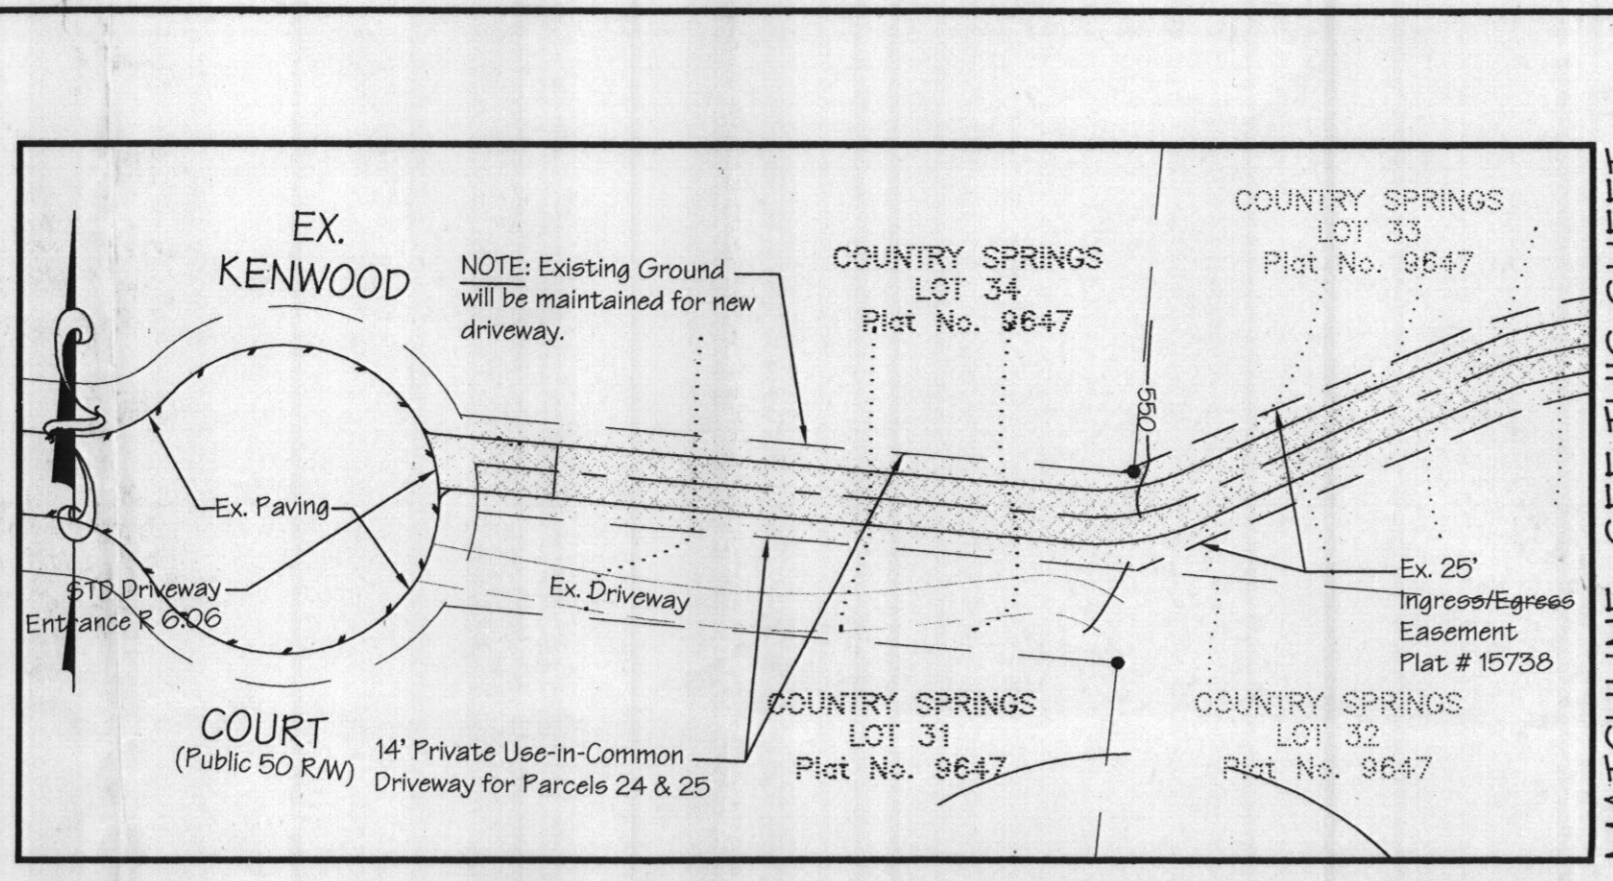 EX.
KENWOOD
NOTE: Existing Ground
will be maintained for new
driveway.
COUNTRY SPRINGS
LOT 34
Plat No. 9647
COUNTRY SPRINGS
LOT 33
Plat No. 9647
550
Ex. Paving
STD Driveway
Entrance R 6.06
Ex. Driveway
Ex. 25'
Ingress/Egress
Easement
Plat # 15738
COURT
(Public 50 R/W)
14' Private Use-in-Common
Driveway for Parcels 24 & 25
COUNTRY SPRINGS
LOT 31
Plat No. 9647
COUNTRY SPRINGS
LOT 32
Plat No. 9647